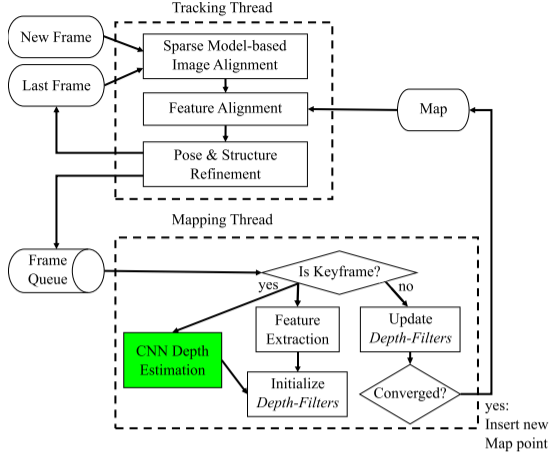 Tracking Thread
New Frame
Sparse Model-based
Image Alignment
Last Frame
Feature Alignment
Map
Pose & Structure
Refinement
Mapping Thread
Frame
Queue
Is Keyframe?
yes
no
Feature
Extraction
Update
Depth-Filters
CNN Depth
Estimation
Initialize
Depth-Filters
Converged?
yes:
Insert new
Map point